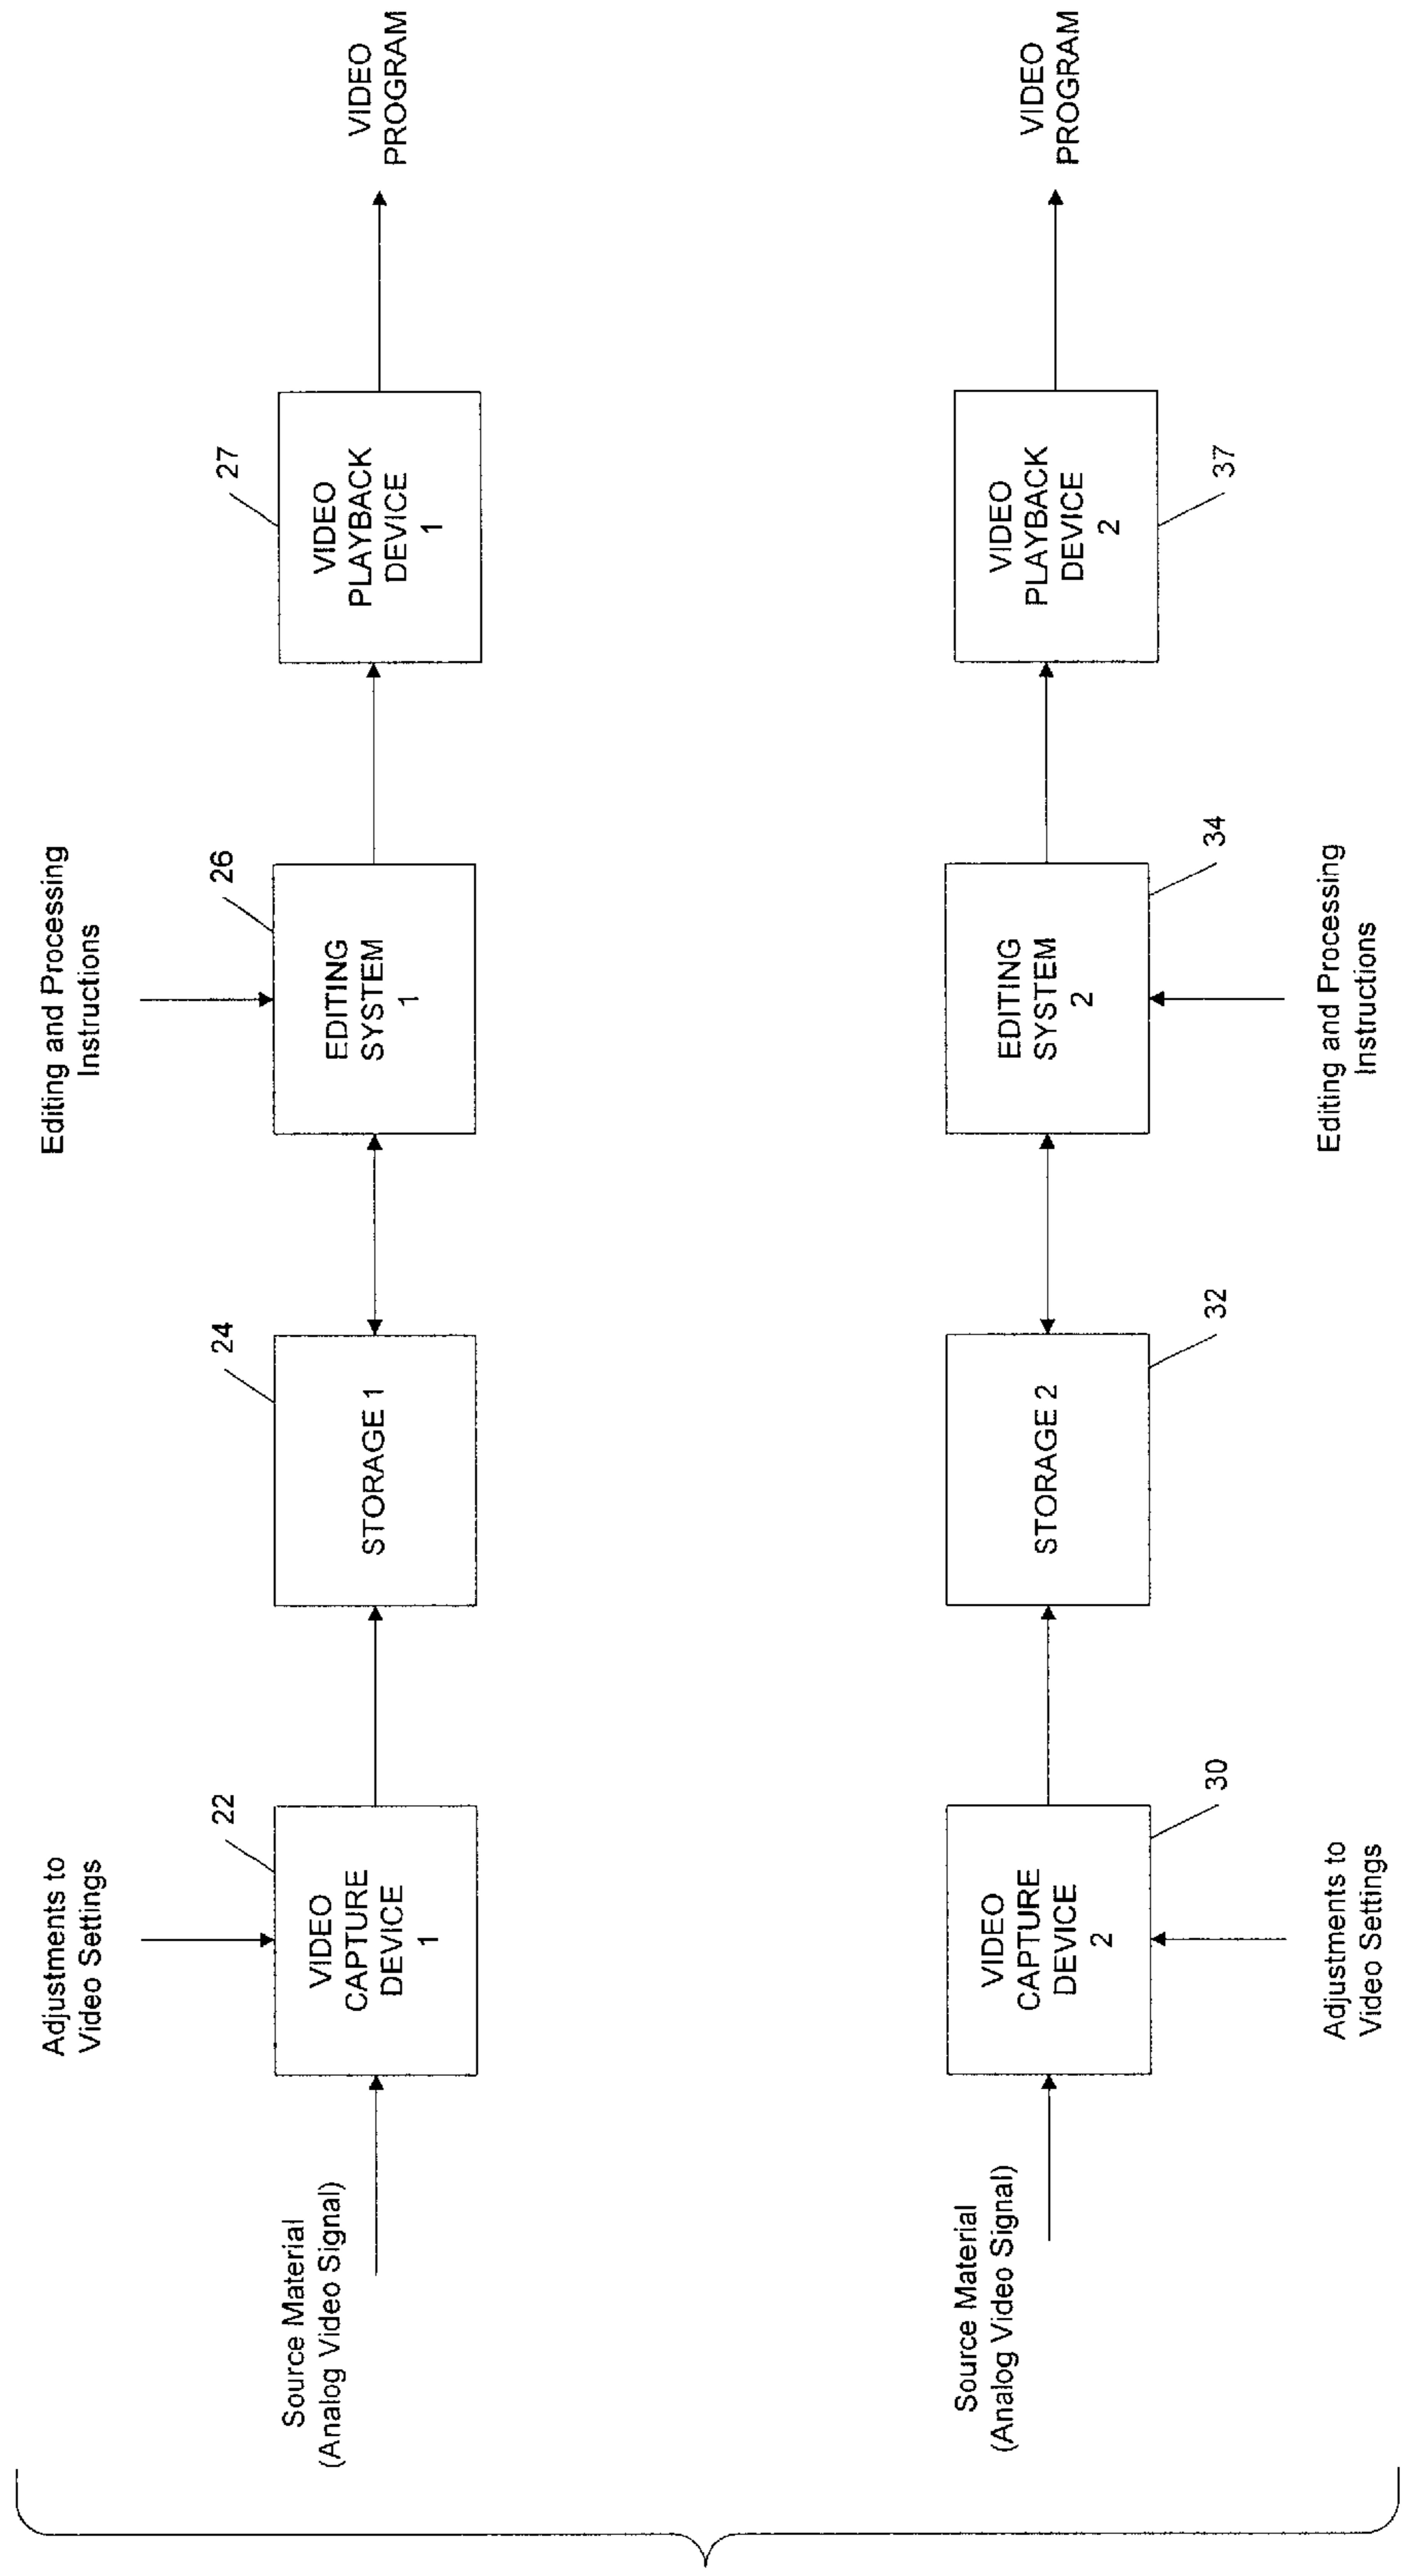 Adjustments to
Video Settings
Editing and Processing
Instructions
22
24
26
27
Source Material
(Analog Video Signal)
VIDEO
CAPTURE
DEVICE
1
STORAGE 1
EDITING
SYSTEM
1
VIDEO
PLAYBACK
DEVICE
1
VIDEO
PROGRAM
Source Material
(Analog Video Signal)
VIDEO
CAPTURE
DEVICE
2
STORAGE 2
EDITING
SYSTEM
2
VIDEO
PLAYBACK
DEVICE
2
VIDEO
PROGRAM
30
32
34
37
Adjustments to
Video Settings
Editing and Processing
Instructions